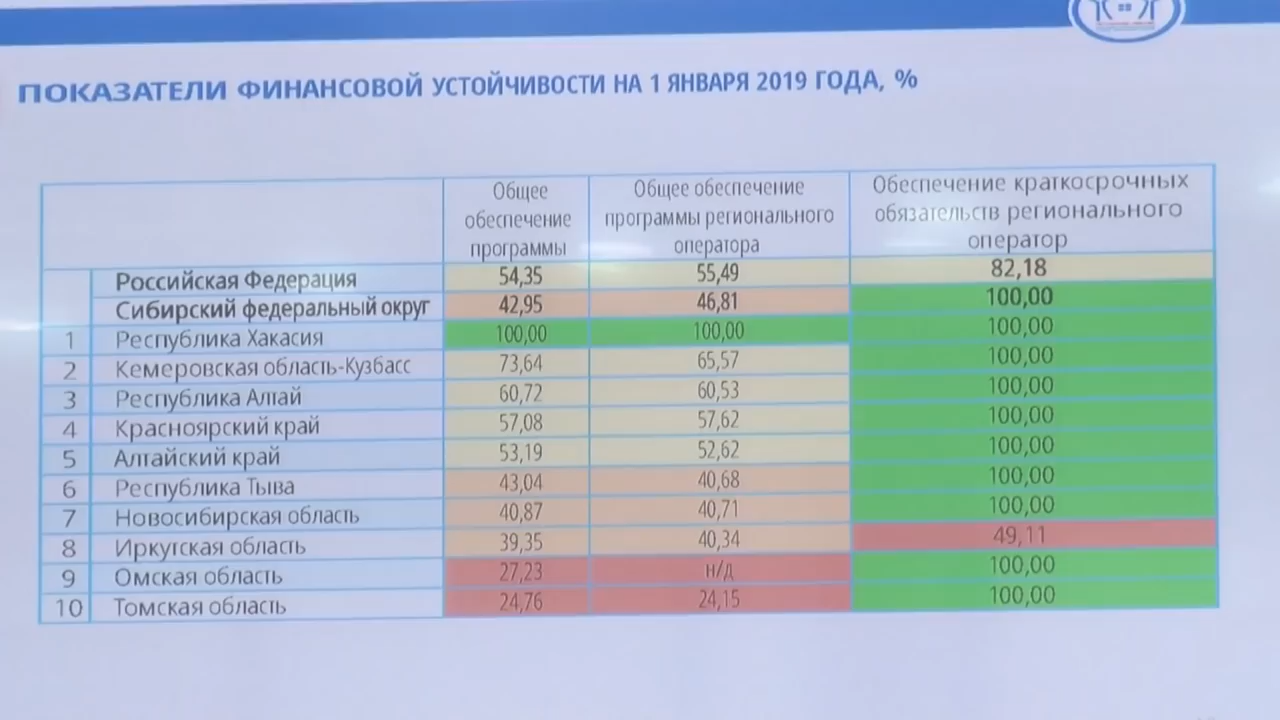 ПОКАЗАТЕЛИ ФИНАНСОВОЙ УСТОЙЧИВОСТИ НА 1 ЯНВАРЯ 2019 ГОДА, %
Общее
обеспечение
программы
Общее обеспечение
программы регионального
оператора
Обеспечение краткосрочных
обязательств регионального
оператор
Российская Федерация 54,35 55,49 82,18
Сибирский федеральный округ 42,95 46,81 100,00
1 Республика Хакасия 100,00 100,00 100,00
2 Кемеровская область-Кузбасс 73,64 65,57 100,00
3 Республика Алтай 60,72 60,53 100,00
4 Красноярский край 57,08 57,62 100,00
5 Алтайский край 53,19 52,62 100,00
6 Республика Тыва 43,04 40,68 100,00
7 Новосибирская область 40,87 40,71 100,00
8 Иркутская область 39,35 40,34 49,11
9 Омская область 27,23 н/д 100,00
10 Томская область 24,76 24,15 100,00